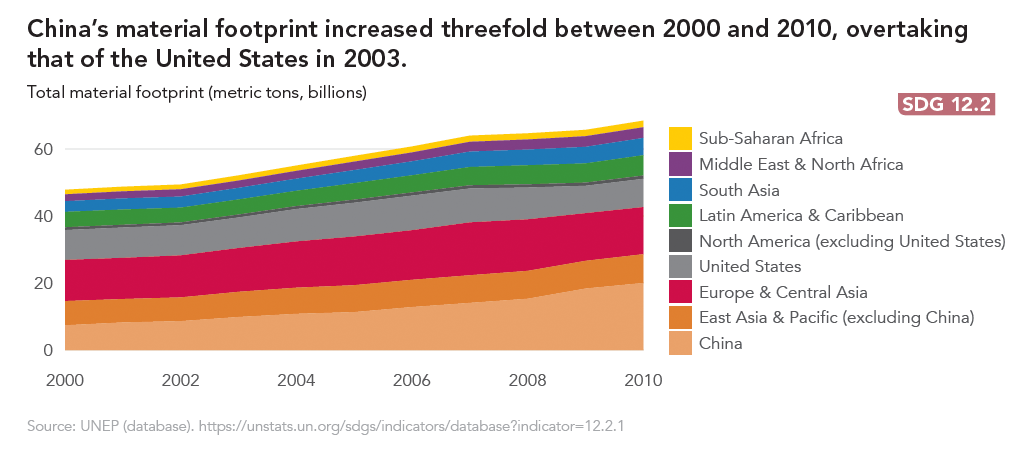 China’s material footprint increased threefold between 2000 and 2010, overtaking
that of the United States in 2003.
Total material footprint (metric tons, billions)
SDG 12.2
60
40
20
0
2000 2002 2004 2006 2008 2010
Sub-Saharan Africa
Middle East & North Africa
South Asia
Latin America & Caribbean
North America (excluding United States)
United States
Europe & Central Asia
East Asia & Pacific (excluding China)
China
Source: UNEP (database). https://unstats.un.org/sdgs/indicators/database?indicator=12.2.1